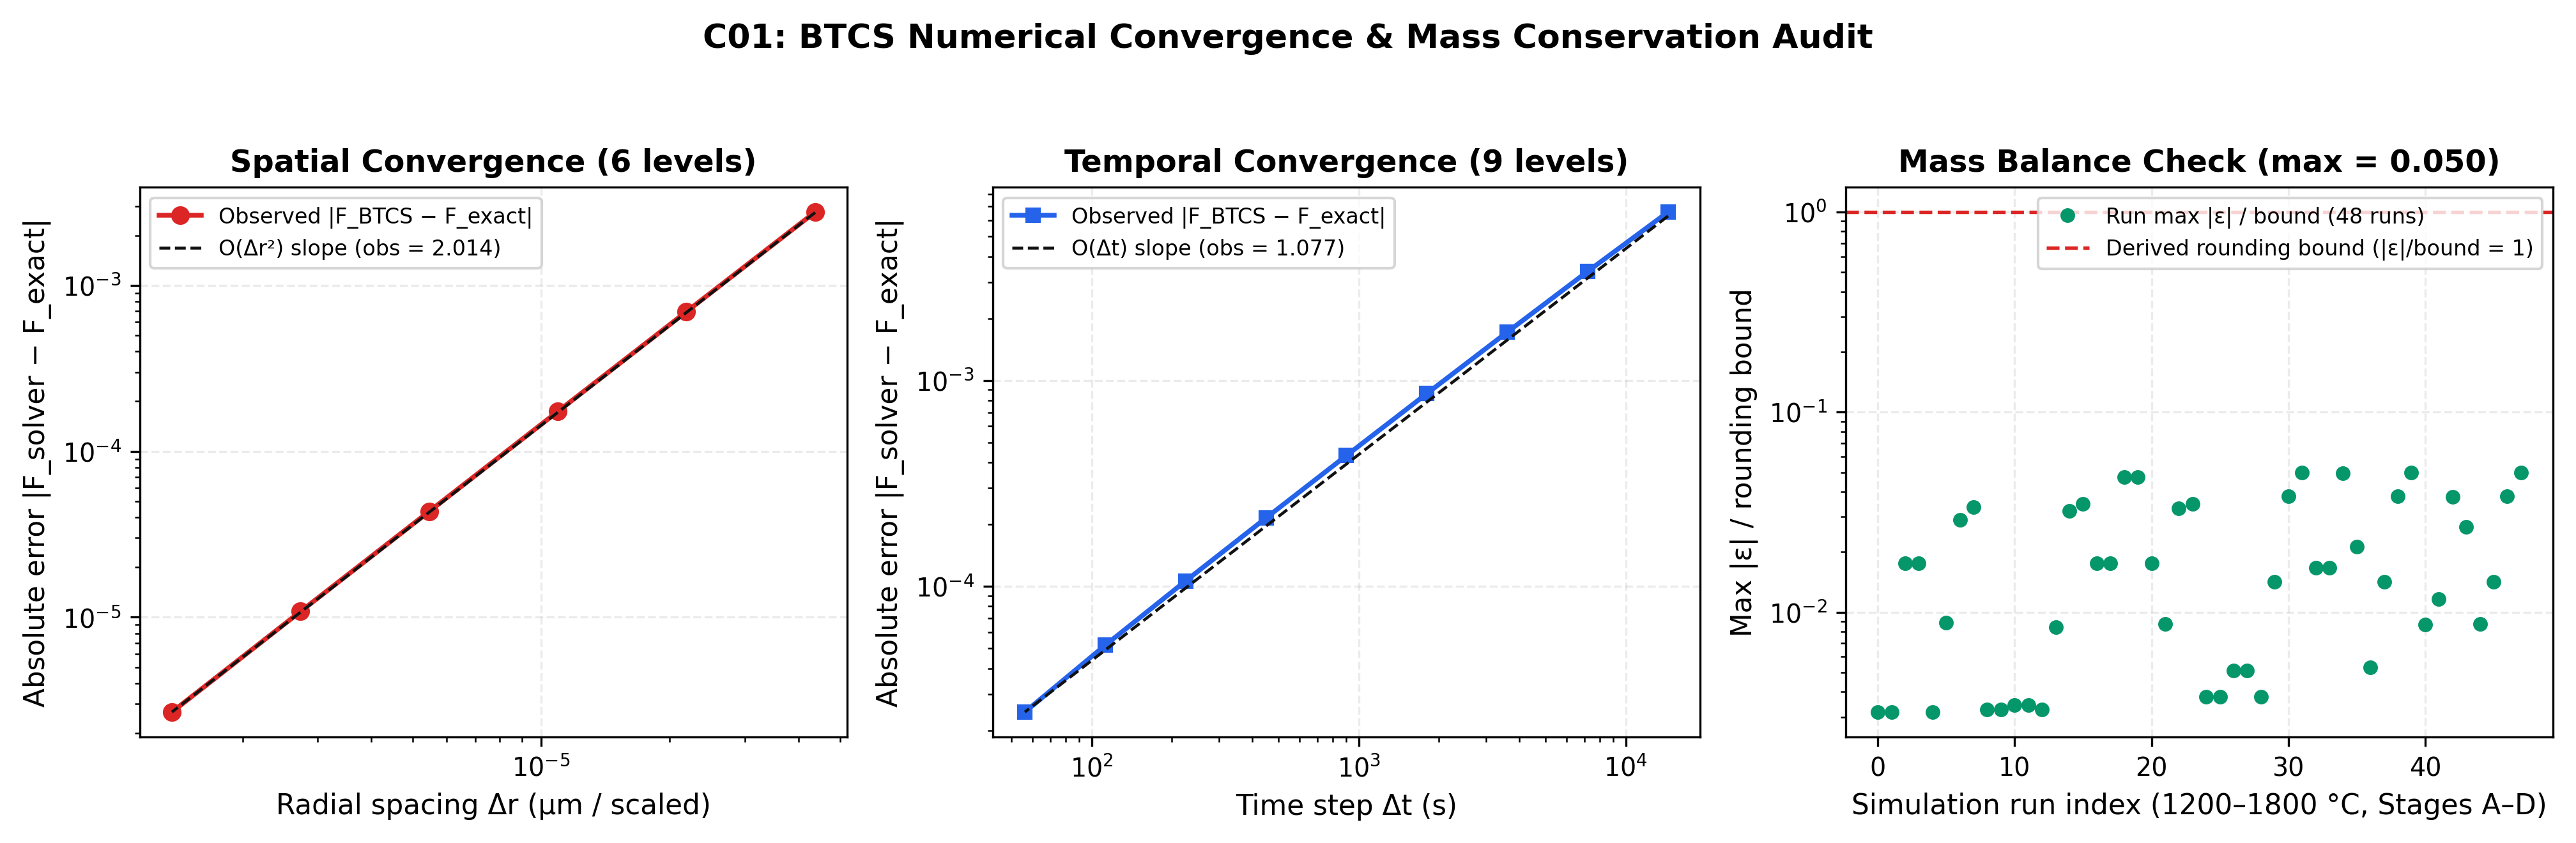 C01: BTCS Numerical Convergence & Mass Conservation Audit
Spatial Convergence (6 levels)
Observed |F_BTCS − F_exact|
O(Δr²) slope (obs = 2.014)
Absolute error |F_solver − F_exact|
10⁻³
10⁻⁴
10⁻⁵
10⁻⁵
Radial spacing Δr (μm / scaled)
Temporal Convergence (9 levels)
Observed |F_BTCS − F_exact|
O(Δt) slope (obs = 1.077)
Absolute error |F_solver − F_exact|
10⁻³
10⁻⁴
10² 10³ 10⁴
Time step Δt (s)
Mass Balance Check (max = 0.050)
Run max |ε| / bound (48 runs)
Derived rounding bound (|ε|/bound = 1)
Max |ε| / rounding bound
10⁰
10⁻¹
10⁻²
0 10 20 30 40
Simulation run index (1200–1800 °C, Stages A–D)